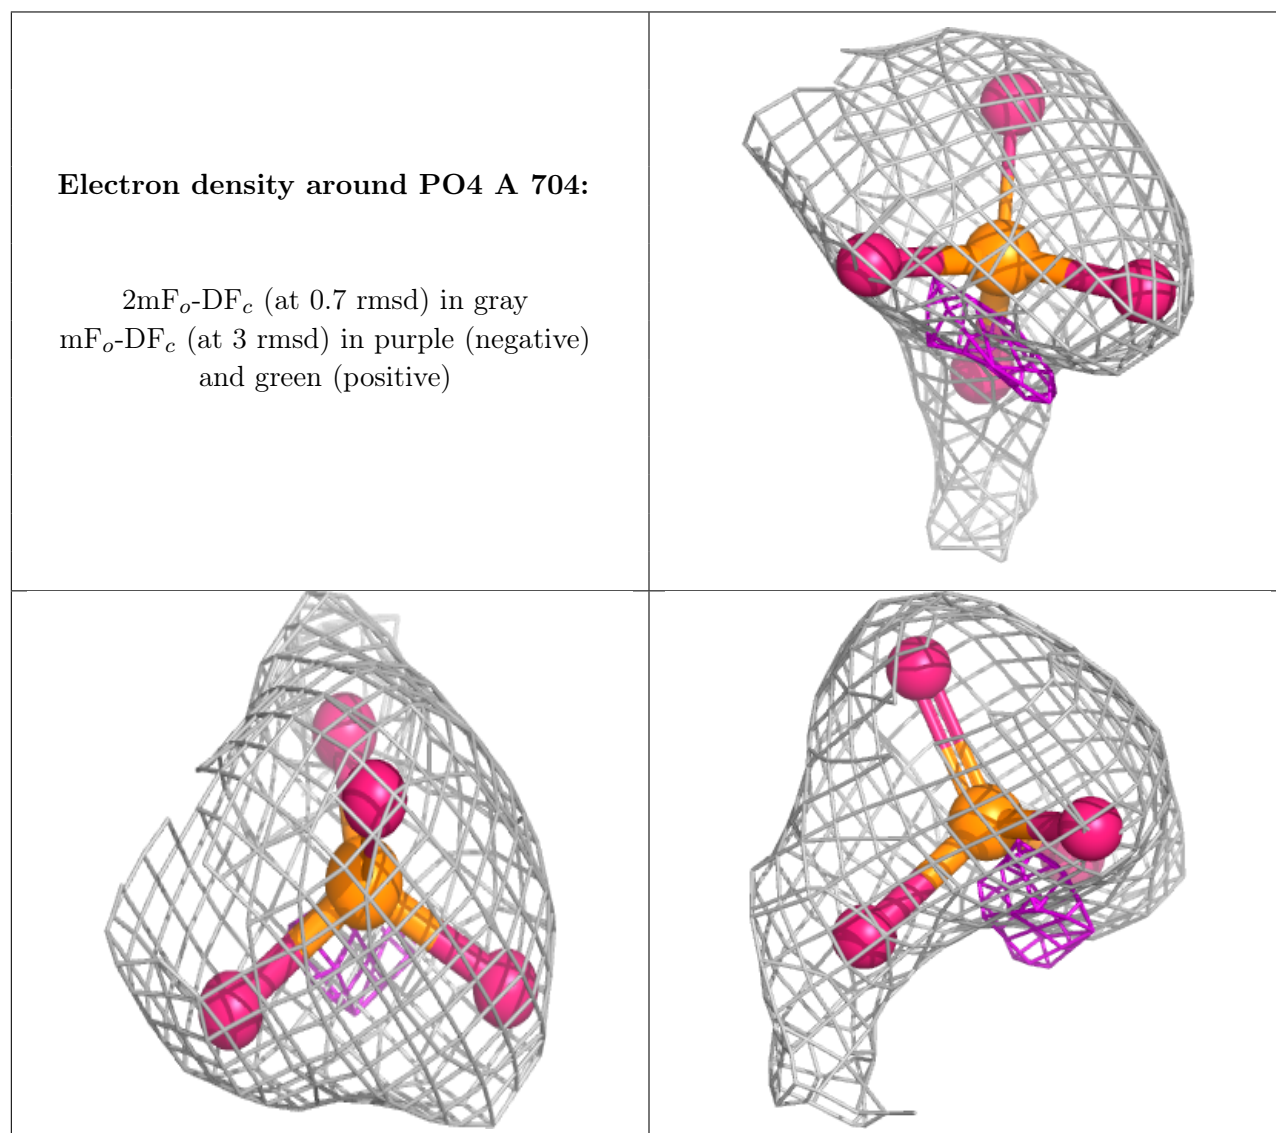 Electron density around PO4 A 704:
2mFo-DFc (at 0.7 rmsd) in gray
mFo-DFc (at 3 rmsd) in purple (negative)
and green (positive)